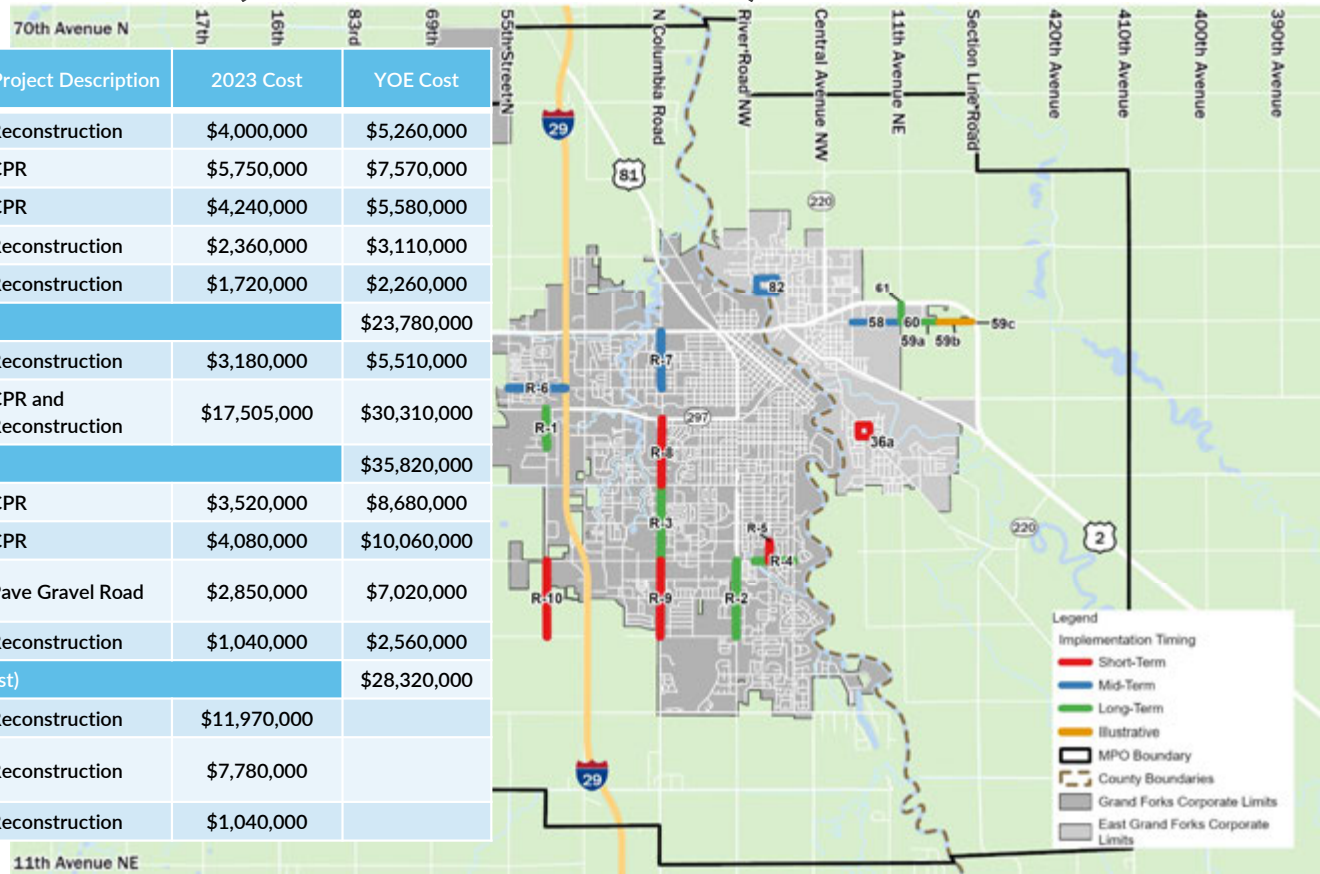 70th Avenue N
17th
16th
83rd
69th
55th Street N
N Columbia Road
River Road NW
Central Avenue NW
11th Avenue NE
Section Line Road
420th Avenue
410th Avenue
400th Avenue
390th Avenue
Project Description 2023 Cost YOE Cost
Reconstruction $4,000,000 $5,260,000
CPR $5,750,000 $7,570,000
CPR $4,240,000 $5,580,000
Reconstruction $2,360,000 $3,110,000
Reconstruction $1,720,000 $2,260,000
$23,780,000
Reconstruction $3,180,000 $5,510,000
CPR and
Reconstruction $17,505,000 $30,310,000
$35,820,000
CPR $3,520,000 $8,680,000
CPR $4,080,000 $10,060,000
Pave Gravel Road $2,850,000 $7,020,000
Reconstruction $1,040,000 $2,560,000
st) $28,320,000
Reconstruction $11,970,000
Reconstruction $7,780,000
Reconstruction $1,040,000
29
81
220
82
61
58
60
59c
59a
59b
R-7
R-6
297
R-1
36a
R-8
R-3
R-5
220
2
R-4
R-10
R-9
R-2
29
Legend
Implementation Timing
Short-Term
Mid-Term
Long-Term
Illustrative
MPO Boundary
County Boundaries
Grand Forks Corporate Limits
East Grand Forks Corporate
Limits
11th Avenue NE